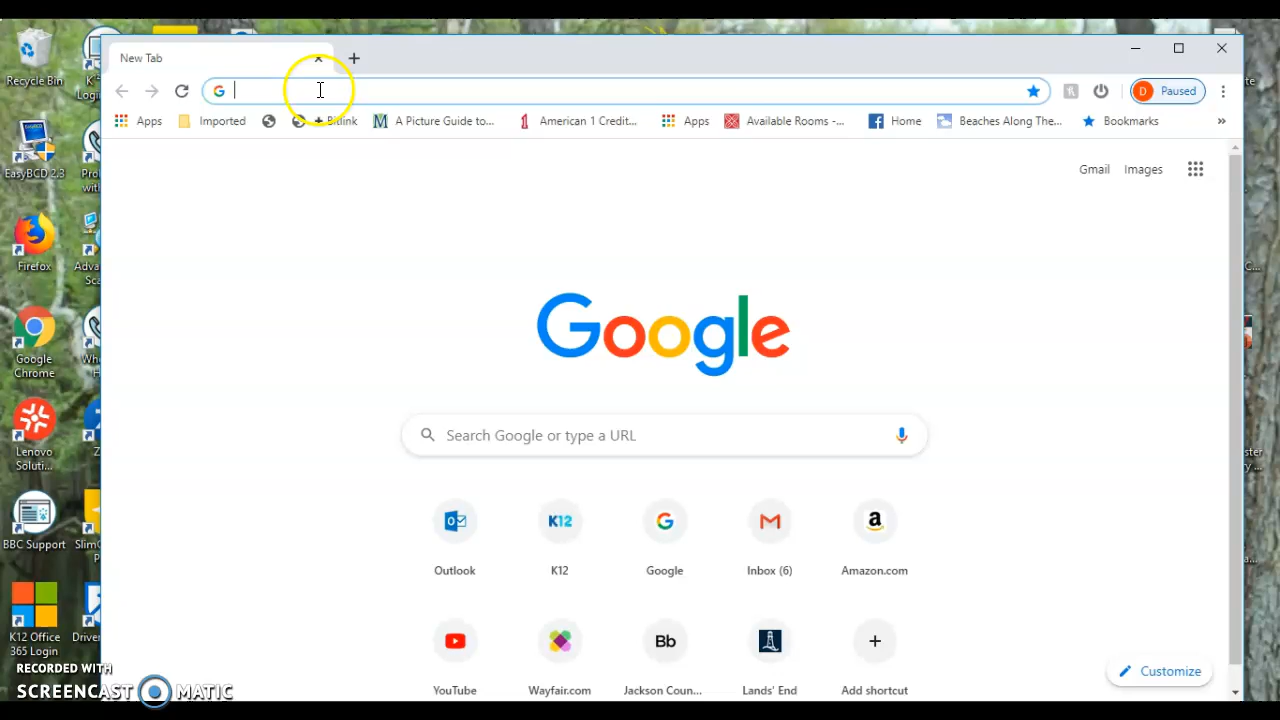 New Tab
Paused
Apps
Imported
Bitlink
A Picture Guide to...
American 1 Credit...
Apps
Available Rooms -...
Home
Beaches Along The...
Bookmarks
»
Gmail
Images
Google
Search Google or type a URL
Outlook
K12
K12
Google
Inbox (6)
Amazon.com
Bb
YouTube
Wayfair.com
Jackson Coun...
Lands' End
Add shortcut
Customize
Recycle Bin
EasyBCD 2.3
Firefox
Google
Chrome
Lenovo
Soluti...
BBC Support
K12 Office
365 Login
RECORDED WITH
SCREENCAST MATIC